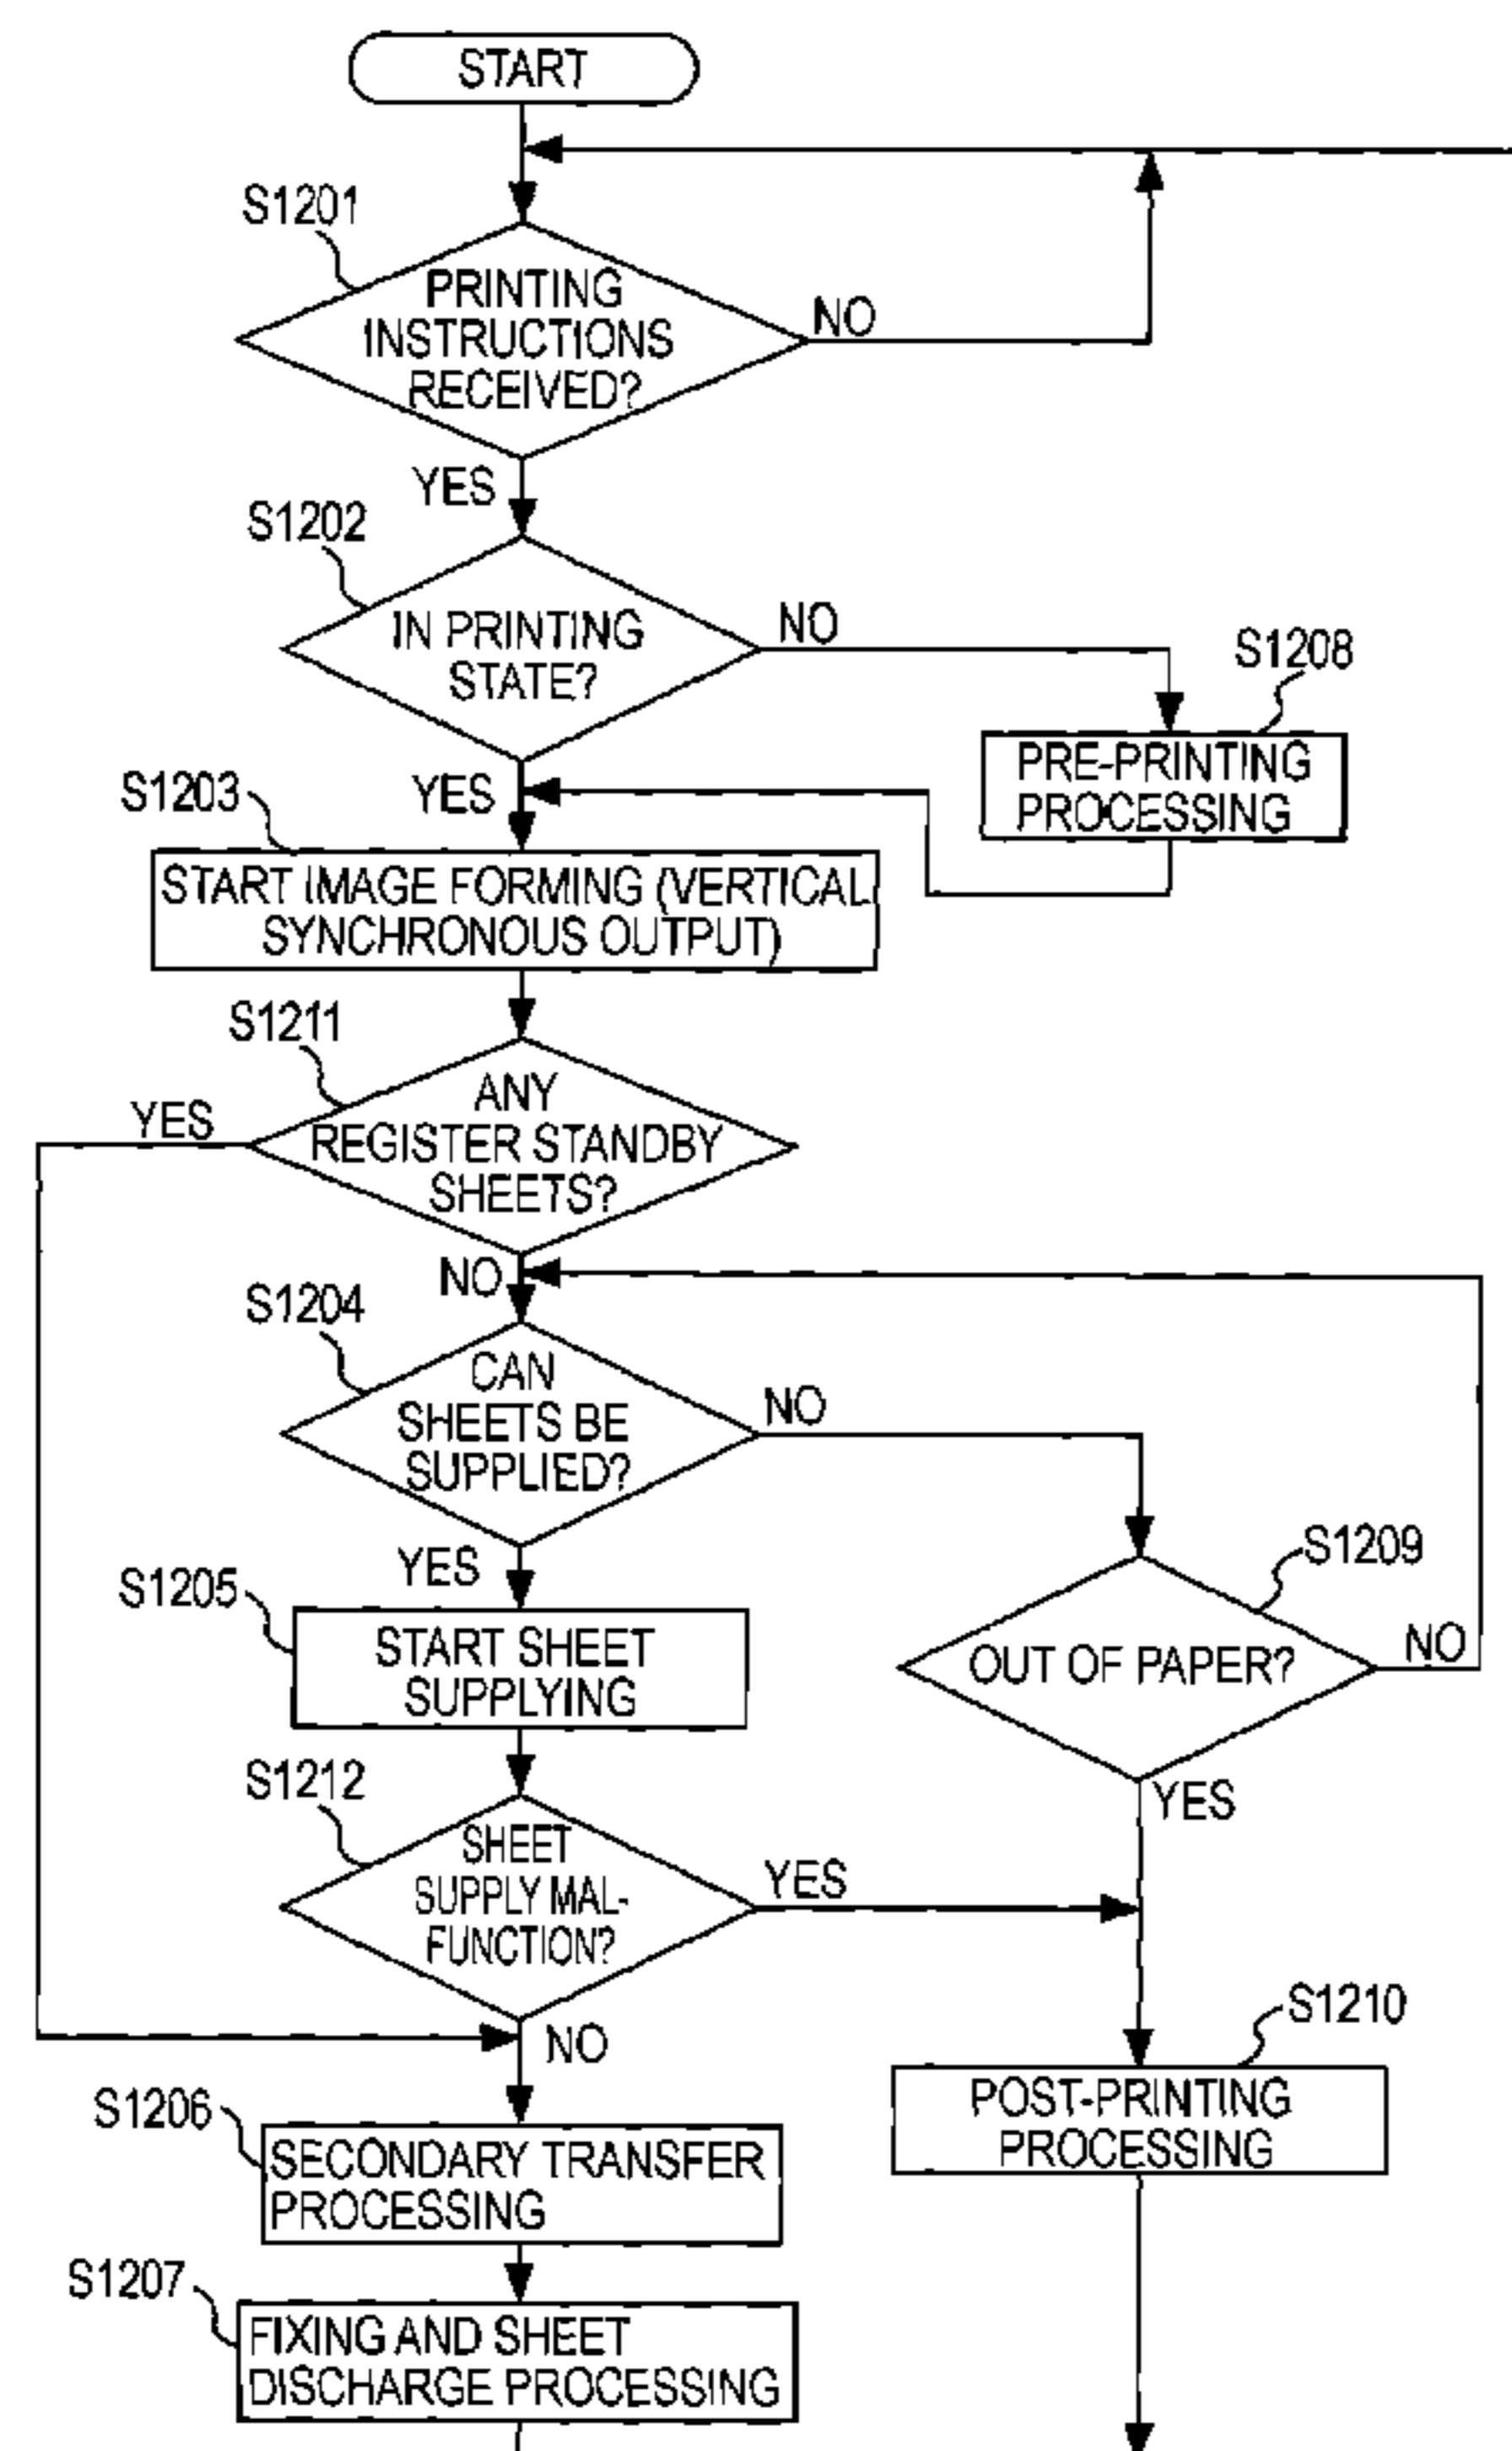 START
S1201
PRINTING
INSTRUCTIONS
RECEIVED?
NO
YES
S1202
IN PRINTING
STATE?
NO
S1208
PRE-PRINTING
PROCESSING
YES
S1203
START IMAGE FORMING (VERTICAL
SYNCHRONOUS OUTPUT)
S1211
ANY
REGISTER STANDBY
SHEETS?
YES
NO
S1204
CAN
SHEETS BE
SUPPLIED?
NO
S1209
OUT OF PAPER?
NO
YES
YES
S1205
START SHEET
SUPPLYING
S1212
SHEET
SUPPLY MAL-
FUNCTION?
YES
NO
S1210
POST-PRINTING
PROCESSING
S1206
SECONDARY TRANSFER
PROCESSING
S1207
FIXING AND SHEET
DISCHARGE PROCESSING